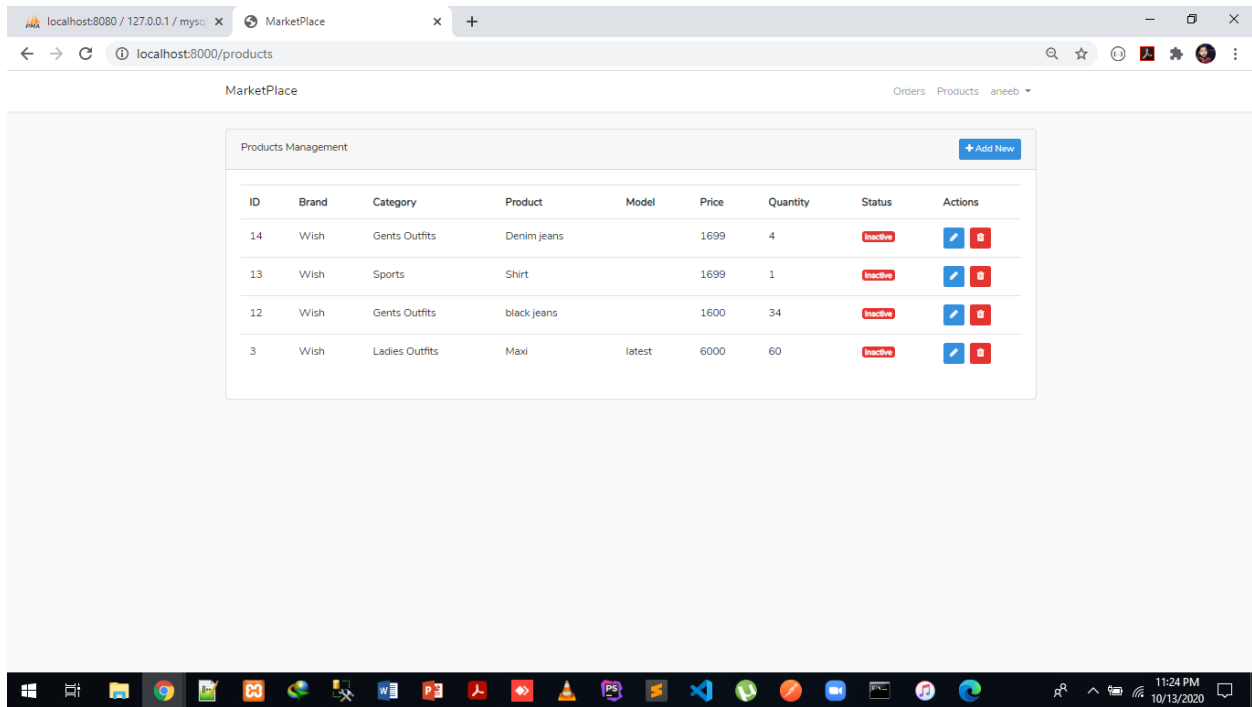 localhost:8080 / 127.0.0.1 / mysq
MarketPlace
localhost:8000/products
MarketPlace
Orders Products aneeb
Products Management
+ Add New
ID Brand Category Product Model Price Quantity Status Actions
14 Wish Gents Outfits Denim jeans 1699 4 Inactive
13 Wish Sports Shirt 1699 1 Inactive
12 Wish Gents Outfits black jeans 1600 34 Inactive
3 Wish Ladies Outfits Maxi latest 6000 60 Inactive
11:24 PM
10/13/2020